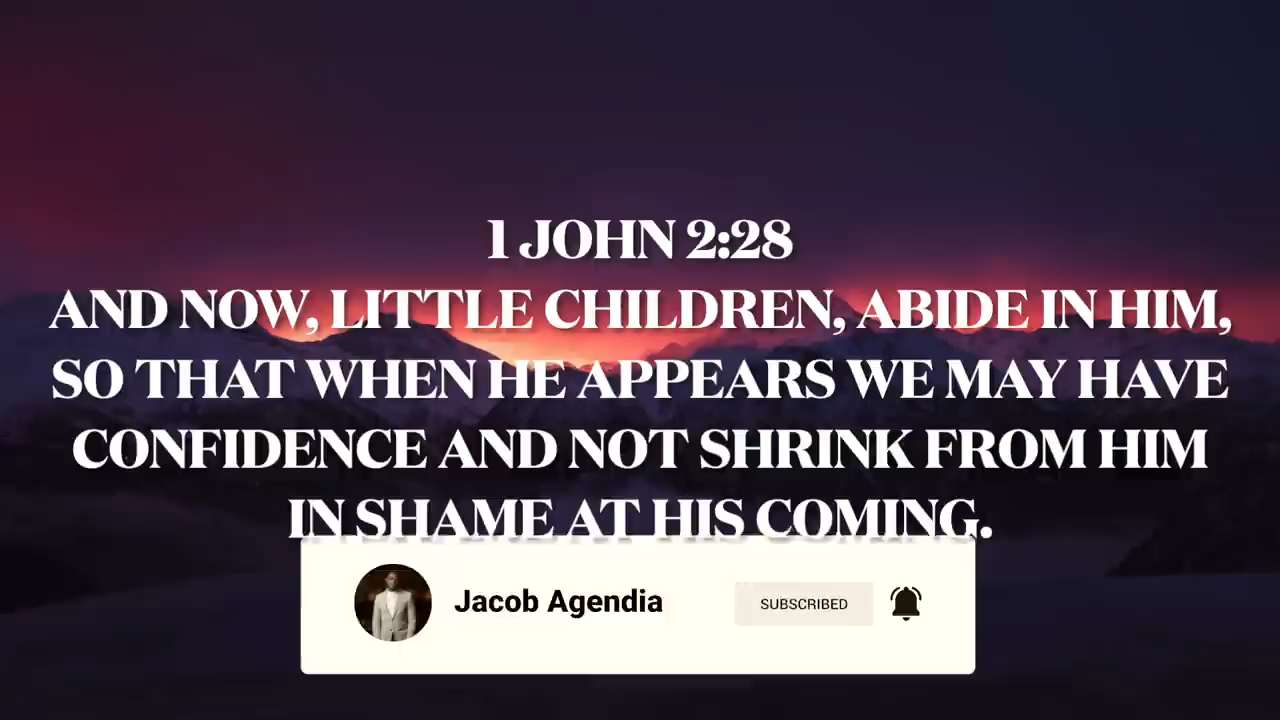 1 JOHN 2:28
AND NOW, LITTLE CHILDREN, ABIDE IN HIM,
SO THAT WHEN HE APPEARS WE MAY HAVE
CONFIDENCE AND NOT SHRINK FROM HIM
IN SHAME AT HIS COMING.
Jacob Agendia
SUBSCRIBED